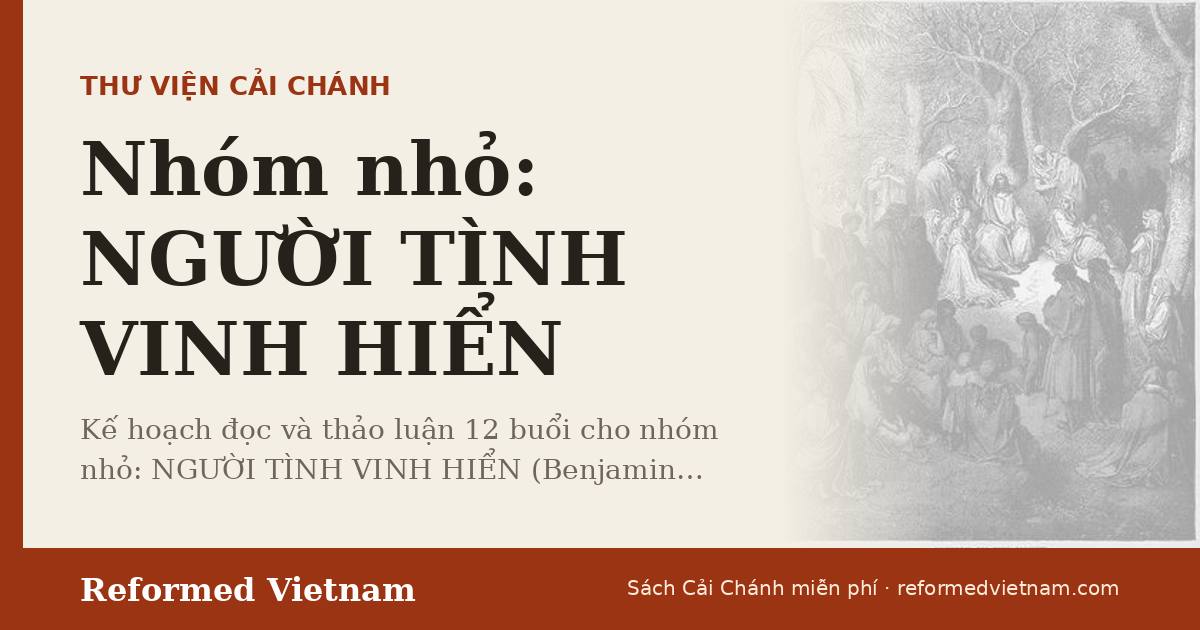 THƯ VIỆN CẢI CHÁNH
Nhóm nhỏ:
NGƯỜI TÌNH
VINH HIỂN
Kế hoạch đọc và thảo luận 12 buổi cho nhóm
nhỏ: NGƯỜI TÌNH VINH HIỂN (Benjamin...
Reformed Vietnam
Sách Cải Chánh miễn phí · reformedvietnam.com